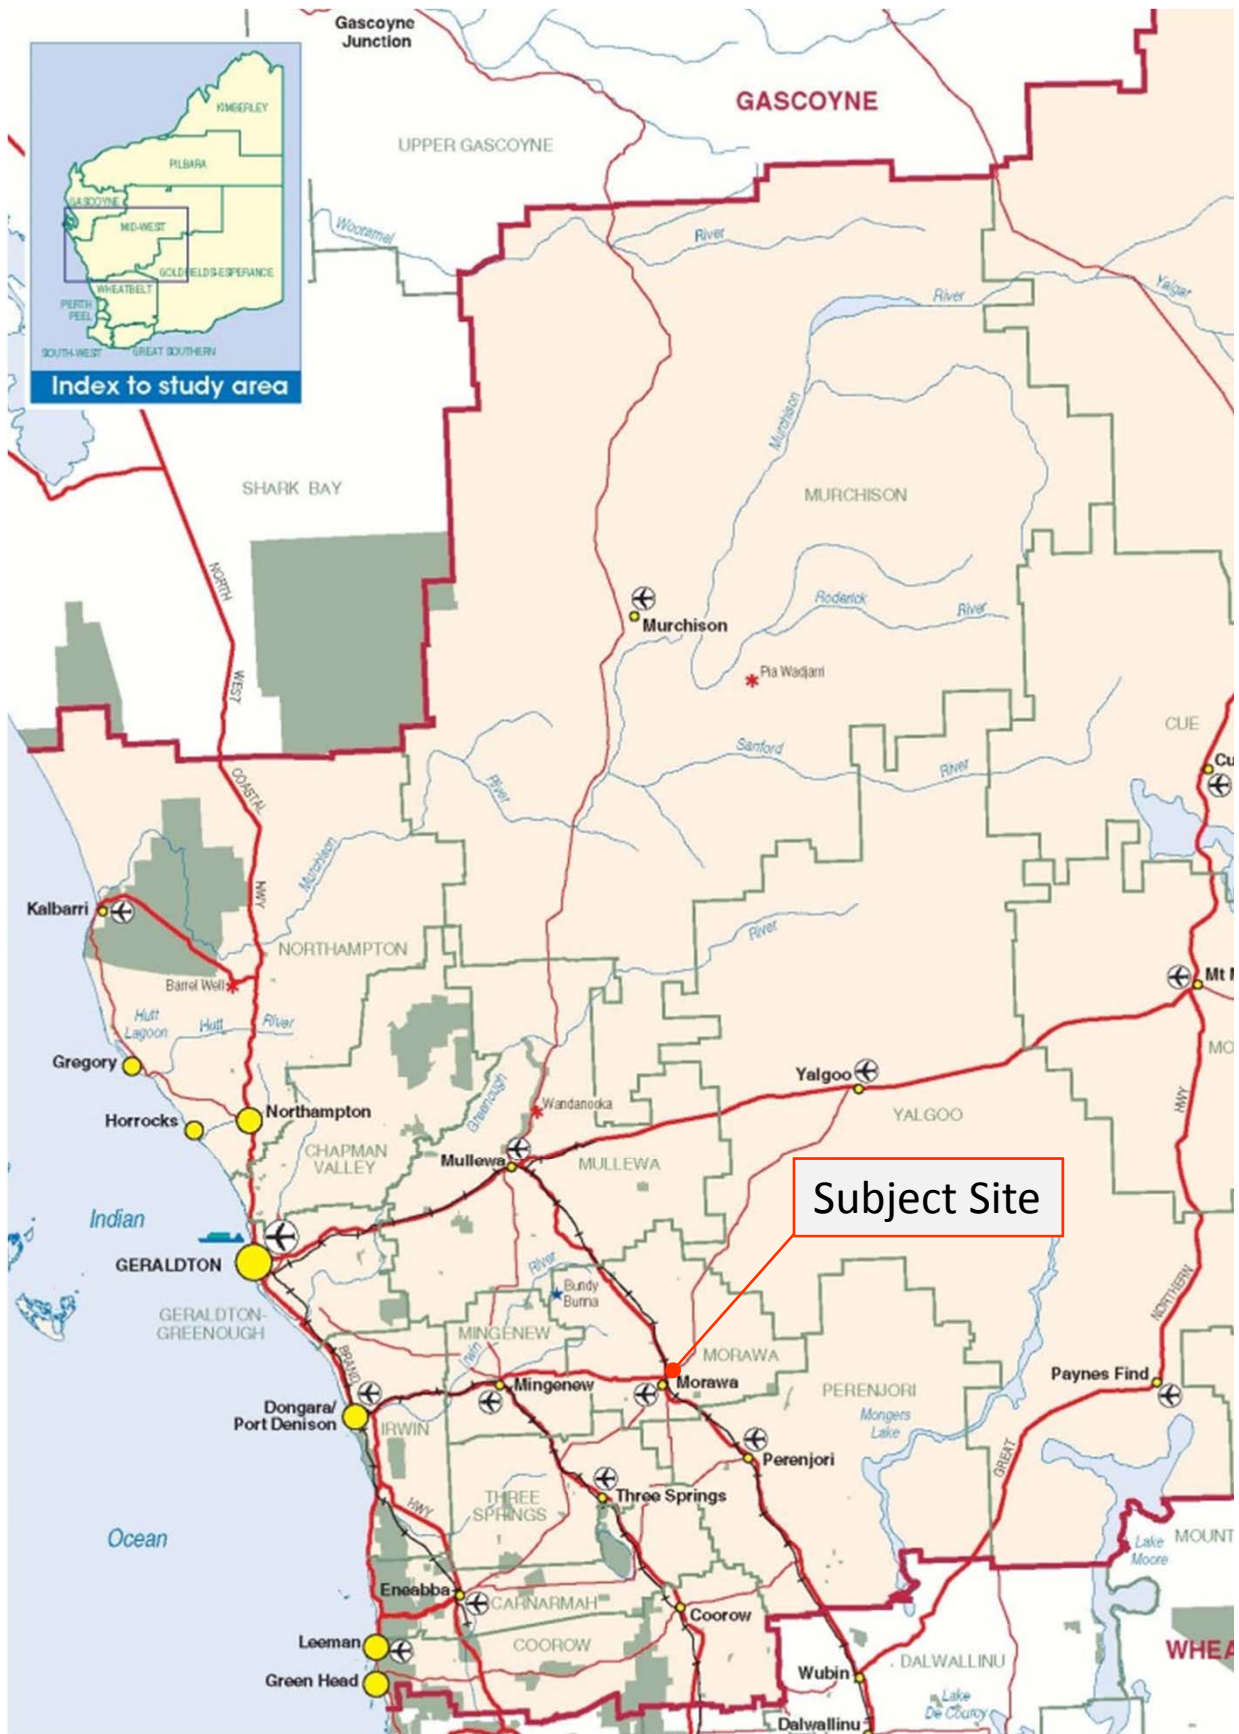 Gascoyne
Junction
GASCOYNE
UPPER GASCOYNE
KIMBERLEY
PILBARA
GASCOYNE
MID-WEST
GOLDFIELDS-ESPERANCE
WHEATBELT
PERTH
PEEL
SOUTH-WEST
GREAT SOUTHERN
Index to study area
Wooramel
River
River
Yalgar
Murchison
SHARK BAY
MURCHISON
NORTH
WEST
COASTAL
HWY
Roderick
River
Murchison
Pia Wadjarri
CUE
Sanford
River
River
Cu
Murchison
Kalbarri
NORTHAMPTON
River
Barrel Well
Mt M
Hutt
Lagoon
Hutt
River
Gregory
MO
Yalgoo
YALGOO
HWY
Greenough
Wandanooka
Northampton
Horrocks
CHAPMAN
VALLEY
Mullewa
MULLEWA
Subject Site
Indian
GERALDTON
River
Bundy
Bunna
NORTHERN
GERALDTON-
GREENOUGH
MINGENEW
Irwin
BRAND
MORAWA
Mingenew
Morawa
PERENJORI
Paynes Find
Dongara/
Port Denison
IRWIN
Mongers
Lake
GREAT
Perenjori
HWY
THREE
SPRINGS
Three Springs
Ocean
Lake
Moore
MOUNT
Eneabba
CARNARMAH
Coorow
Leeman
COOROW
WHEA
Green Head
Wubin
DALWALLINU
Lake
De Courcy
Dalwallinu